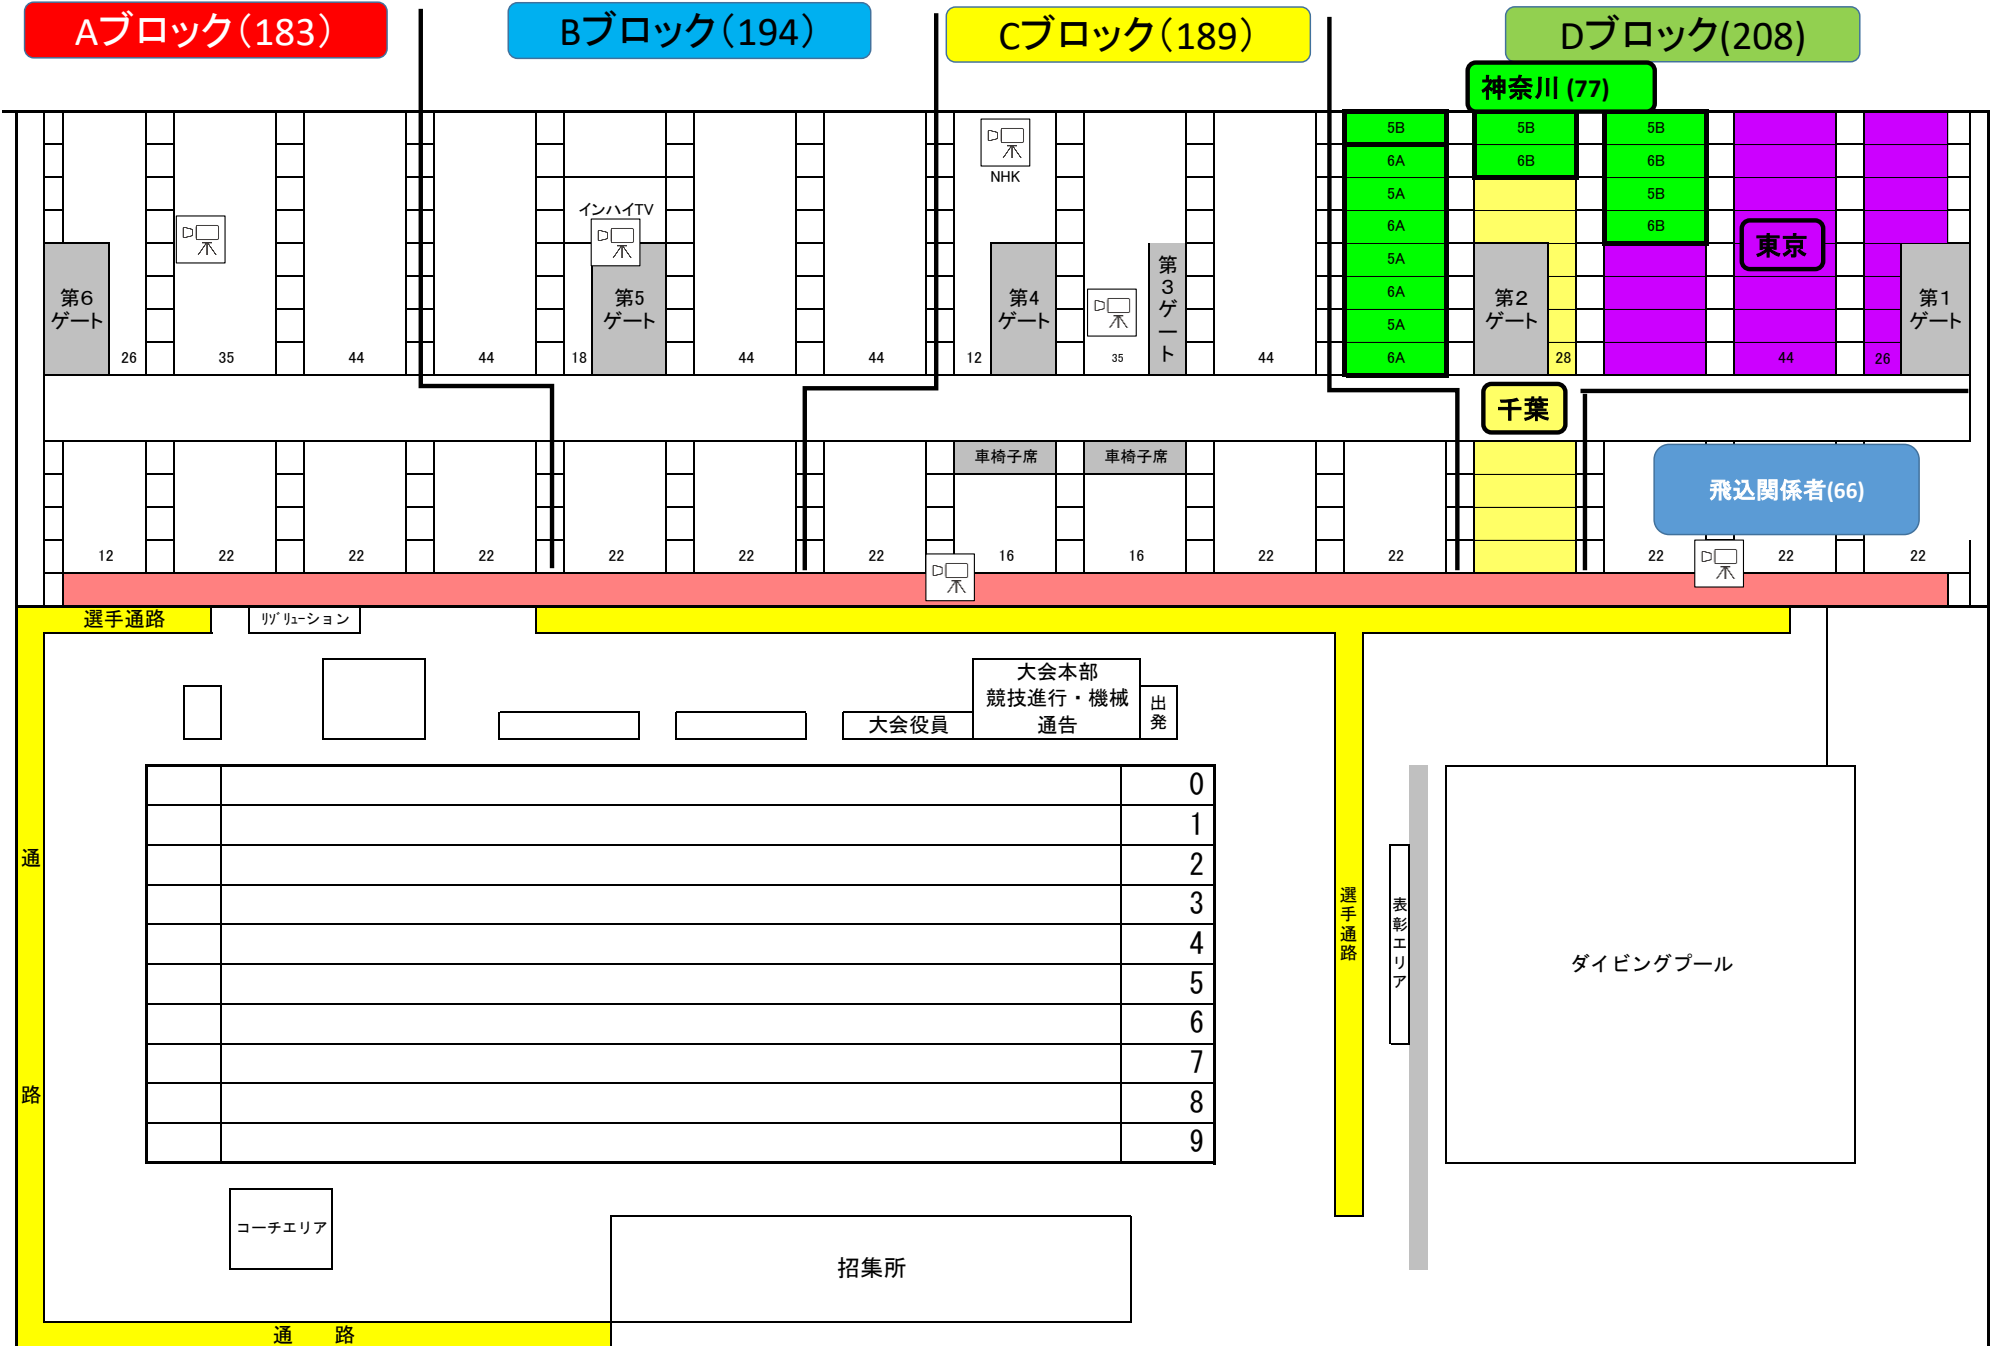 Aブロック(183)
Bブロック(194)
Cブロック(189)
Dブロック(208)
神奈川 (77)
5B
5B
5B
6A
6B
6B
NHK
5A
5B
インハイTV
6A
6B
東京
5A
第6
ゲート
第5
ゲート
第4
ゲート
第3ゲート
6A
第2
ゲート
第1
ゲート
5A
26
35
44
44
18
44
44
12
35
44
6A
28
44
26
千葉
車椅子席
車椅子席
飛込関係者(66)
12
22
22
22
22
22
22
16
16
22
22
22
22
22
選手通路
ﾘｿﾞﾘｭｰション
大会本部
競技進行・機械
通告
大会役員
出発
0
1
2
3
4
5
6
7
8
9
通
路
選手通路
表彰エリア
ダイビングプール
コーチエリア
招集所
通 路